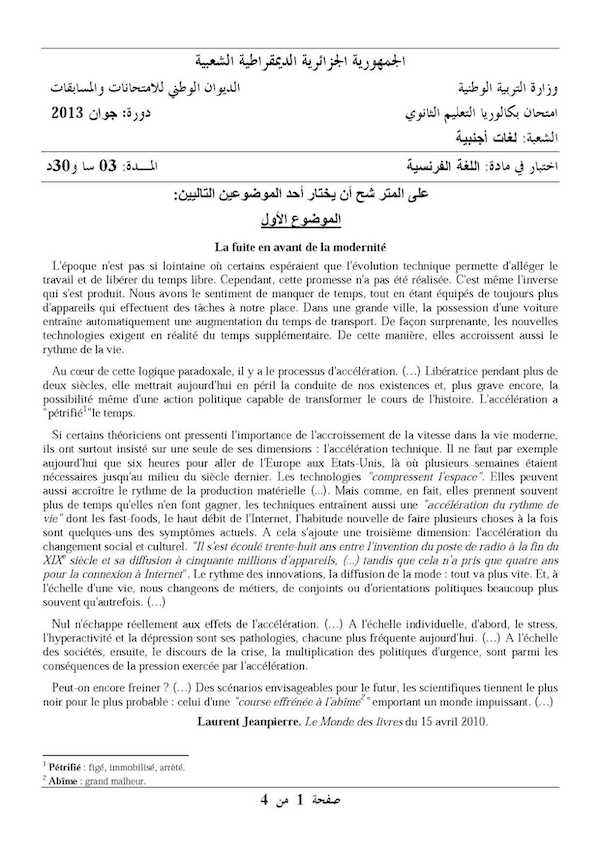 الجمهورية الجزائرية الديمقراطية الشعبية
وزارة التربية الوطنية الديوان الوطني للامتحانات والمسابقات
امتحان بكالوريا التعليم الثانوي دورة: جوان 2013
الشعبة: لغات أجنبية
اختبار في مادة: اللغة الفرنسية المـــدة: 03 سا و30د
على المتر شح أن يختار أحد الموضوعين التاليين:
الموضوع الأول
La fuite en avant de la modernité
L'époque n'est pas si lointaine où certains espéraient que l'évolution technique permette d'alléger le
travail et de libérer du temps libre. Cependant, cette promesse n'a pas été réalisée. C'est même l'inverse
qui s'est produit. Nous avons le sentiment de manquer de temps, tout en étant équipés de toujours plus
d'appareils qui effectuent des tâches à notre place. Dans une grande ville, la possession d'une voiture
entraîne automatiquement une augmentation du temps de transport. De façon surprenante, les nouvelles
technologies exigent en réalité du temps supplémentaire. De cette manière, elles accroissent aussi le
rythme de la vie.
Au cœur de cette logique paradoxale, il y a le processus d'accélération. (…) Libératrice pendant plus de
deux siècles, elle mettrait aujourd'hui en péril la conduite de nos existences et, plus grave encore, la
possibilité même d'une action politique capable de transformer le cours de l'histoire. L'accélération a
"pétrifié¹"le temps.
Si certains théoriciens ont pressenti l'importance de l'accroissement de la vitesse dans la vie moderne,
ils ont surtout insisté sur une seule de ses dimensions : l'accélération technique. Il ne faut par exemple
aujourd'hui que six heures pour aller de l'Europe aux Etats-Unis, là où plusieurs semaines étaient
nécessaires jusqu'au milieu du siècle dernier. Les technologies "compressent l'espace". Elles peuvent
aussi accroître le rythme de la production matérielle (...). Mais comme, en fait, elles prennent souvent
plus de temps qu'elles n'en font gagner, les techniques entraînent aussi une "accélération du rythme de
vie" dont les fast-foods, le haut débit de l'Internet, l'habitude nouvelle de faire plusieurs choses à la fois
sont quelques-uns des symptômes actuels. A cela s'ajoute une troisième dimension: l'accélération du
changement social et culturel. "Il s'est écoulé trente-huit ans entre l'invention du poste de radio à la fin du
XIXᵉ siècle et sa diffusion à cinquante millions d'appareils, (...) tandis que cela n'a pris que quatre ans
pour la connexion à Internet". Le rythme des innovations, la diffusion de la mode : tout va plus vite. Et, à
l'échelle d'une vie, nous changeons de métiers, de conjoints ou d'orientations politiques beaucoup plus
souvent qu'autrefois. (…)
Nul n'échappe réellement aux effets de l'accélération. (…) A l'échelle individuelle, d'abord, le stress,
l'hyperactivité et la dépression sont ses pathologies, chacune plus fréquente aujourd'hui. (…) A l'échelle
des sociétés, ensuite, le discours de la crise, la multiplication des politiques d'urgence, sont parmi les
conséquences de la pression exercée par l'accélération.
Peut-on encore freiner ? (…) Des scénarios envisageables pour le futur, les scientifiques tiennent le plus
noir pour le plus probable : celui d'une "course effrénée à l'abîme²" emportant un monde impuissant. (…)
Laurent Jeanpierre. Le Monde des livres du 15 avril 2010.
¹ Pétrifié : figé, immobilisé, arrêté.
² Abîme : grand malheur.
صفحة 1 من 4